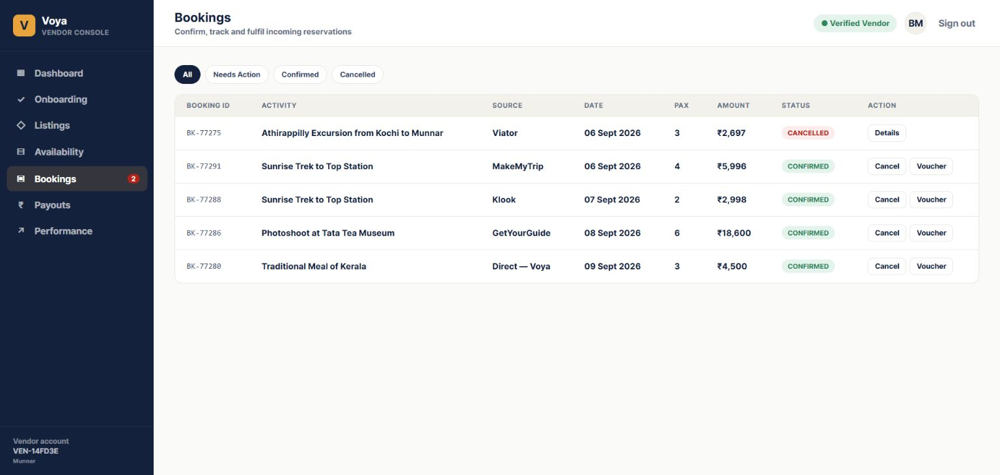 V
Voya
VENDOR CONSOLE
Dashboard
Onboarding
Listings
Availability
Bookings 2
₹ Payouts
Performance
Vendor account
VEN-14FD3E
Munnar
Bookings
Confirm, track and fulfil incoming reservations
Verified Vendor BM Sign out
All Needs Action Confirmed Cancelled
BOOKING ID ACTIVITY SOURCE DATE PAX AMOUNT STATUS ACTION
BK-77275 Athirappilly Excursion from Kochi to Munnar Viator 06 Sept 2026 3 ₹2,697 CANCELLED Details
BK-77291 Sunrise Trek to Top Station MakeMyTrip 06 Sept 2026 4 ₹5,996 CONFIRMED Cancel Voucher
BK-77288 Sunrise Trek to Top Station Klook 07 Sept 2026 2 ₹2,998 CONFIRMED Cancel Voucher
BK-77286 Photoshoot at Tata Tea Museum GetYourGuide 08 Sept 2026 6 ₹18,600 CONFIRMED Cancel Voucher
BK-77280 Traditional Meal of Kerala Direct — Voya 09 Sept 2026 3 ₹4,500 CONFIRMED Cancel Voucher